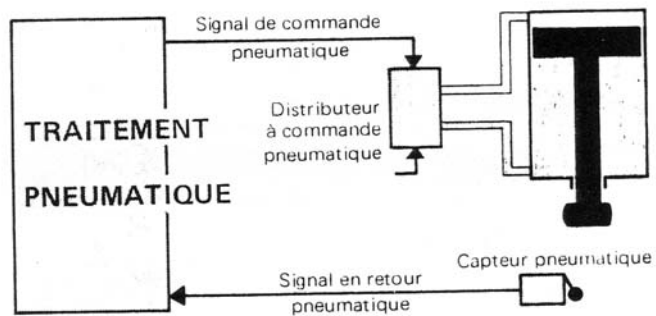 Signal de commande
pneumatique
TRAITEMENT
PNEUMATIQUE
Distributeur
à commande
pneumatique
Capteur pneumatique
Signal en retour
pneumatique